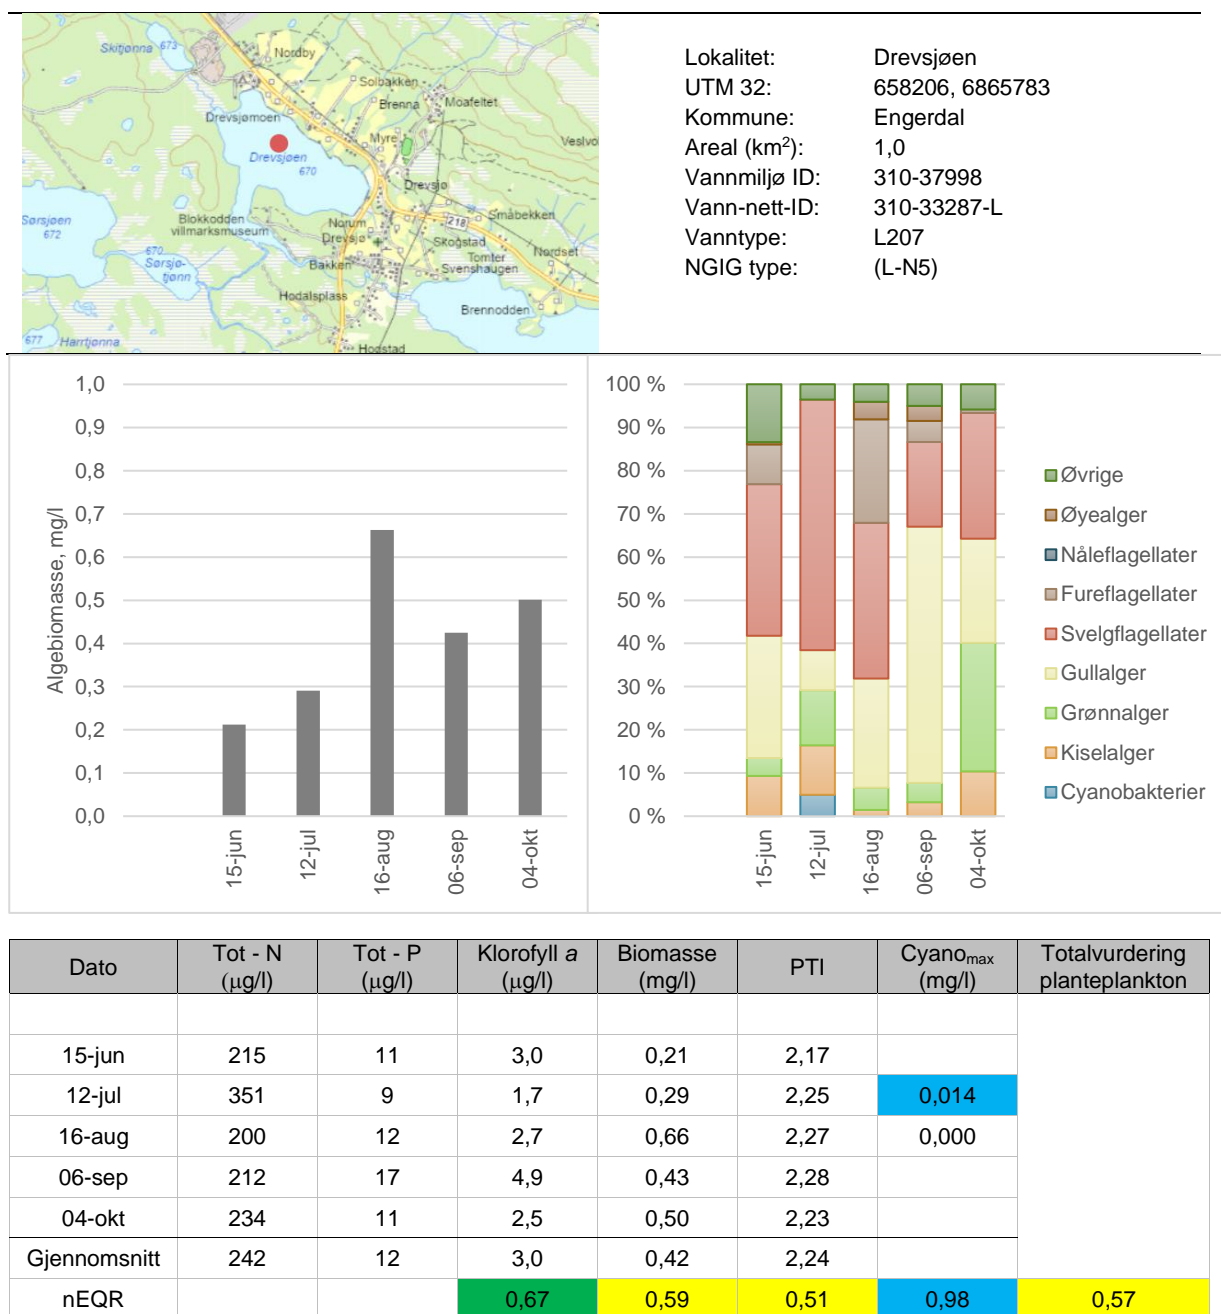 Skitjønna 673
Nordby
Solbakken
Brenna
Moafeltet
Drevsjømoen
Myre
Veslvo
Drevsjøen
670
Drevsjø
Sørsjøen
672
Blokkodden
villmarksmuseum
Norum
Drevsjø
218
Småbekken
Skogstad
670
Sørsjø-
tjønn
Bakken
Tomter
Svenshaugen
Nordset
Hodalsplass
Brennodden
677 Harrtjønna
Hogstad
Lokalitet: Drevsjøen
UTM 32: 658206, 6865783
Kommune: Engerdal
Areal (km2): 1,0
Vannmiljø ID: 310-37998
Vann-nett-ID: 310-33287-L
Vanntype: L207
NGIG type: (L-N5)
Algebiomasse, mg/l
1,0
0,9
0,8
0,7
0,6
0,5
0,4
0,3
0,2
0,1
0,0
15-jun
12-jul
16-aug
06-sep
04-okt
100 %
90 %
80 %
70 %
60 %
50 %
40 %
30 %
20 %
10 %
0 %
15-jun
12-jul
16-aug
06-sep
04-okt
Øvrige
Øyealger
Nåleflagellater
Fureflagellater
Svelgflagellater
Gullalger
Grønnalger
Kiselalger
Cyanobakterier
Dato Tot - N (µg/l) Tot - P (µg/l) Klorofyll a (µg/l) Biomasse (mg/l) PTI Cyanomax (mg/l) Totalvurdering planteplankton
15-jun 215 11 3,0 0,21 2,17
12-jul 351 9 1,7 0,29 2,25 0,014
16-aug 200 12 2,7 0,66 2,27 0,000
06-sep 212 17 4,9 0,43 2,28
04-okt 234 11 2,5 0,50 2,23
Gjennomsnitt 242 12 3,0 0,42 2,24
nEQR 0,67 0,59 0,51 0,98 0,57